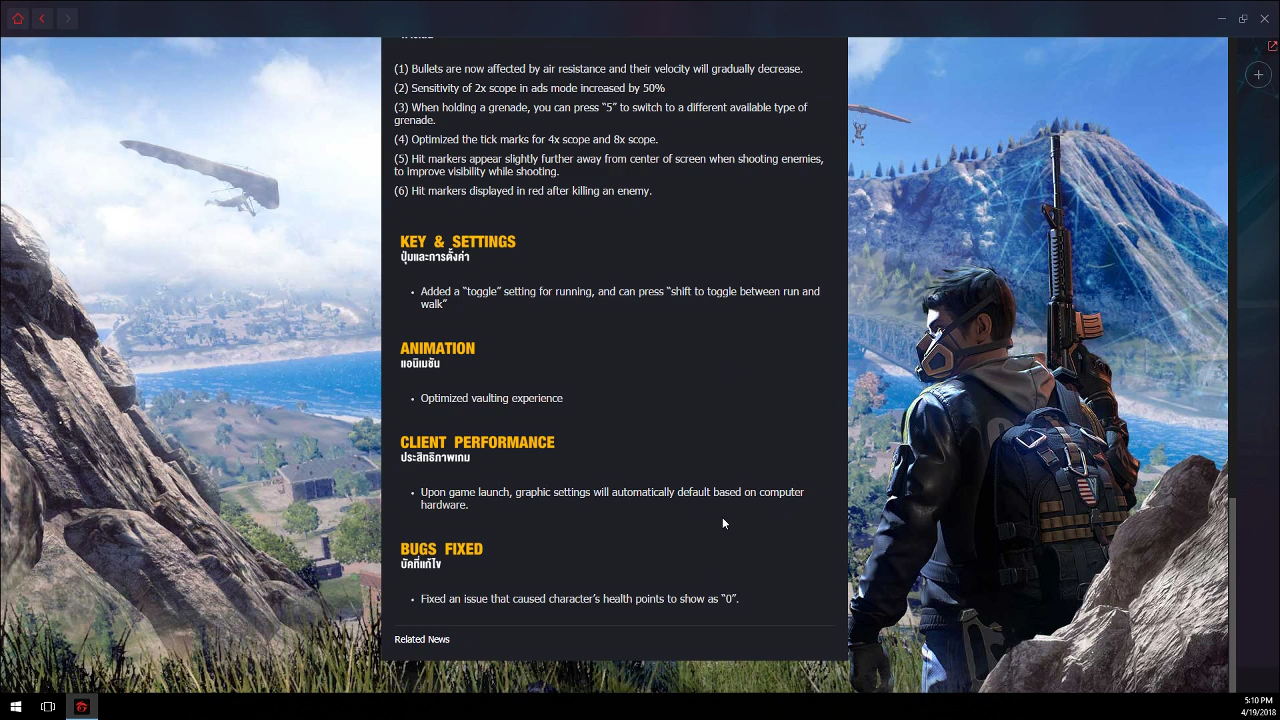 (1) Bullets are now affected by air resistance and their velocity will gradually decrease.
(2) Sensitivity of 2x scope in ads mode increased by 50%
(3) When holding a grenade, you can press “5” to switch to a different available type of
grenade.
(4) Optimized the tick marks for 4x scope and 8x scope.
(5) Hit markers appear slightly further away from center of screen when shooting enemies,
to improve visibility while shooting.
(6) Hit markers displayed in red after killing an enemy.
KEY & SETTINGS
ปุ่มและการตั้งค่า
• Added a “toggle” setting for running, and can press “shift to toggle between run and
walk”
ANIMATION
แอนิเมชัน
• Optimized vaulting experience
CLIENT PERFORMANCE
ประสิทธิภาพเกม
• Upon game launch, graphic settings will automatically default based on computer
hardware.
BUGS FIXED
บัคที่แก้ไข
• Fixed an issue that caused character’s health points to show as “0”.
Related News
5:10 PM
4/19/2018